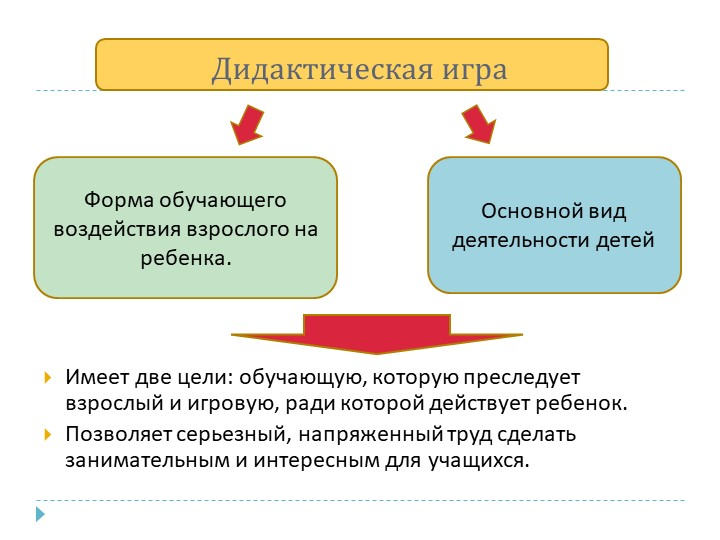 Дидактическая игра
Форма обучающего
воздействия взрослого на
ребенка.
Основной вид
деятельности детей
Имеет две цели: обучающую, которую преследует
взрослый и игровую, ради которой действует ребенок.
Позволяет серьезный, напряженный труд сделать
занимательным и интересным для учащихся.